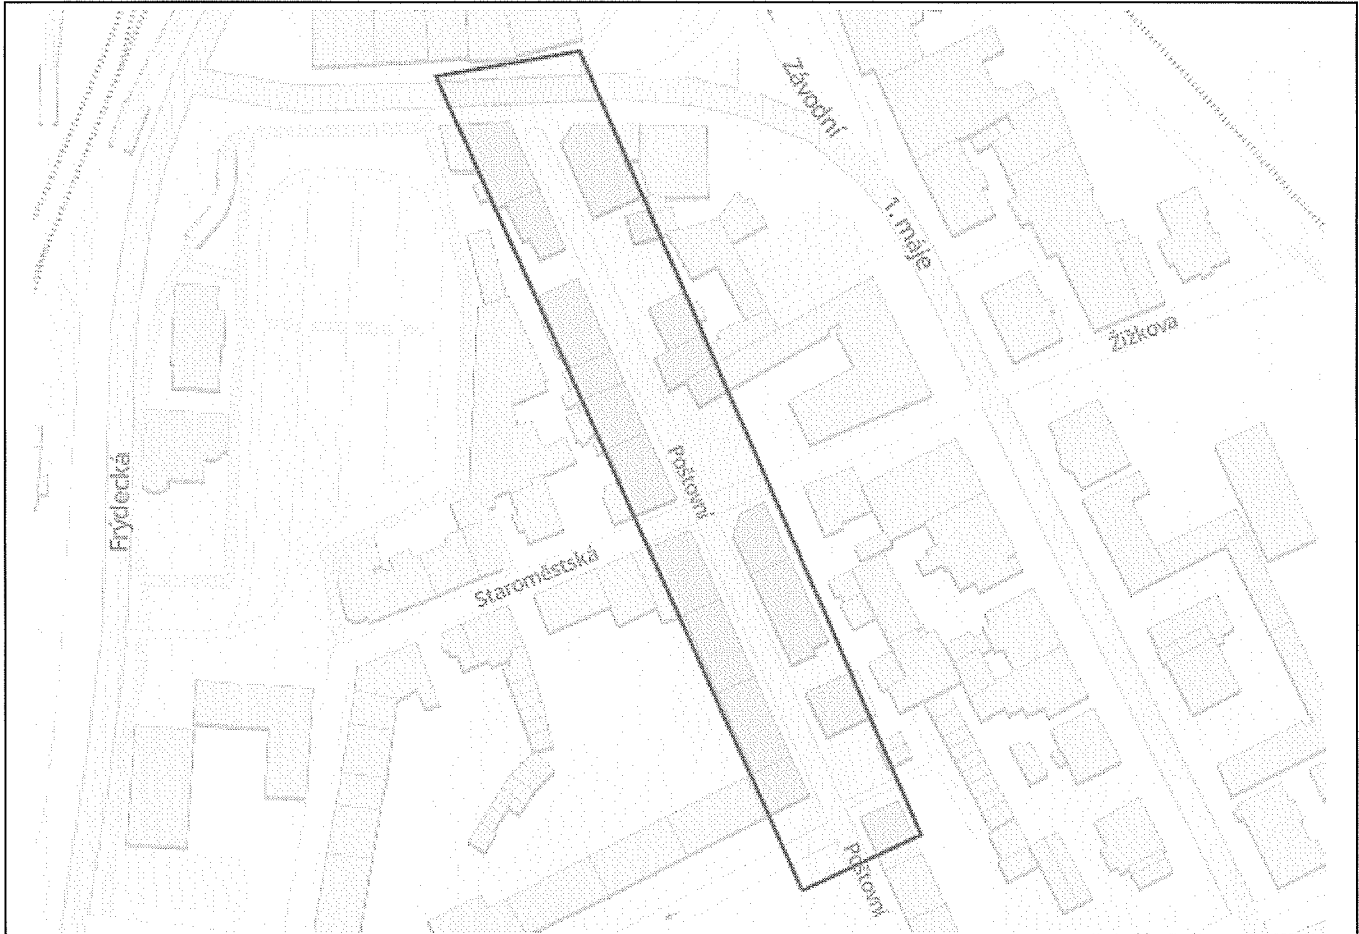 Závodní
1. máje
Žižkova
Frýdecká
Poštovní
Staroměstská
Poštovní